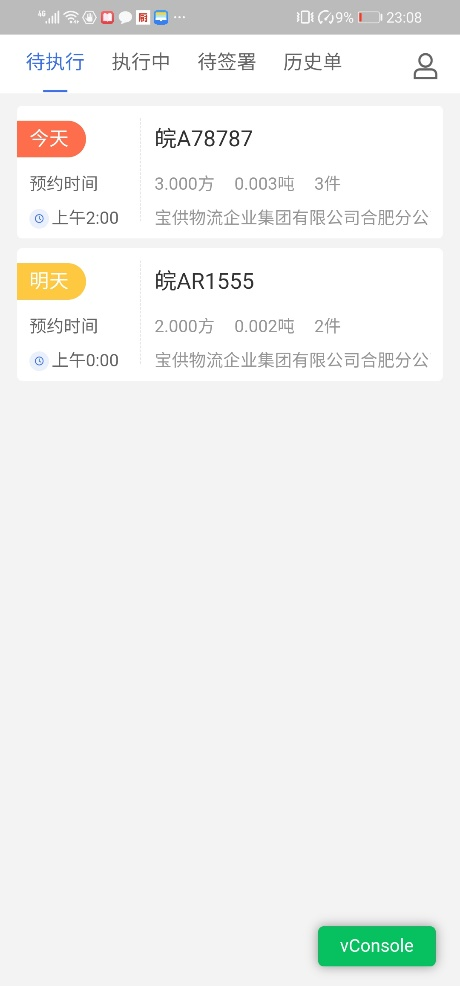 4G 9% 23:08
待执行 执行中 待签署 历史单
今天 皖A78787
预约时间 3.000方 0.003吨 3件
上午2:00 宝供物流企业集团有限公司合肥分公
明天 皖AR1555
预约时间 2.000方 0.002吨 2件
上午0:00 宝供物流企业集团有限公司合肥分公
vConsole